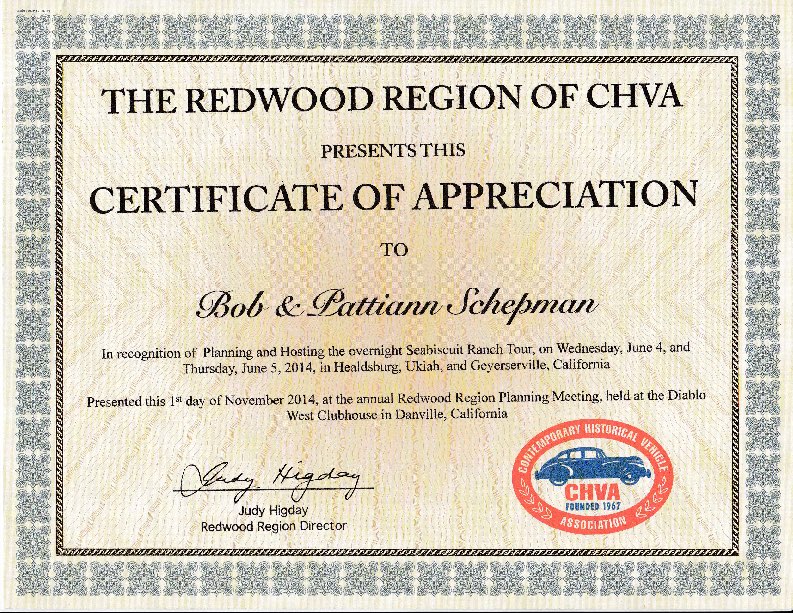 THE REDWOOD REGION OF CHVA
PRESENTS THIS
CERTIFICATE OF APPRECIATION
TO
Bob & Pattiann Schepman
In recognition of Planning and Hosting the overnight Seabiscuit Ranch Tour, on Wednesday, June 4, and
Thursday, June 5, 2014, in Healdsburg, Ukiah, and Geyerserville, California
Presented this 1st day of November 2014, at the annual Redwood Region Planning Meeting, held at the Diablo
West Clubhouse in Danville, California
Judy Higday
Judy Higday
Redwood Region Director
CONTEMPORARY HISTORICAL VEHICLE
CHVA
FOUNDED 1967
ASSOCIATION